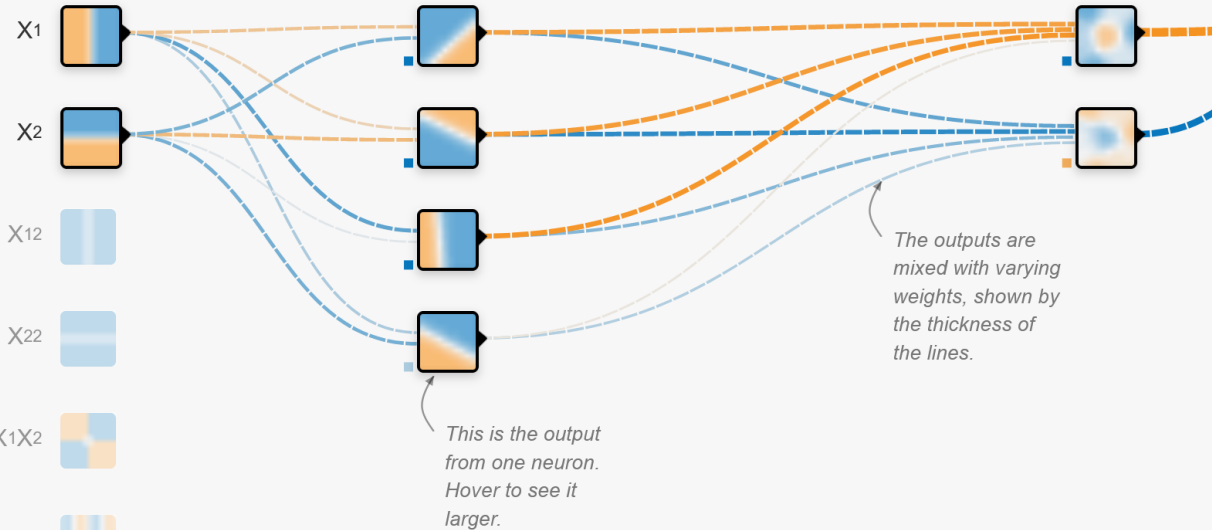 X1
X2
X12
X22
X1X2
The outputs are
mixed with varying
weights, shown by
the thickness of
the lines.
This is the output
from one neuron.
Hover to see it
larger.